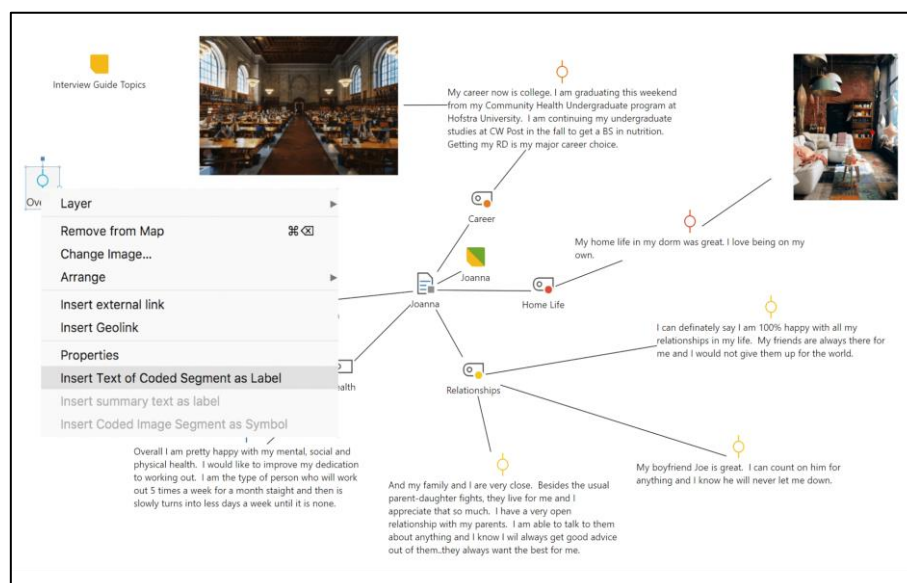 Interview Guide Topics
My career now is college. I am graduating this weekend
from my Community Health Undergraduate program at
Hofstra University. I am continuing my undergraduate
studies at CW Post in the fall to get a BS in nutrition.
Getting my RD is my major career choice.
Layer
Remove from Map ⌘⌫
Change Image...
Arrange
Insert external link
Insert Geolink
Properties
Insert Text of Coded Segment as Label
Insert summary text as label
Insert Coded Image Segment as Symbol
Career
Joanna
Joanna
Home Life
My home life in my dorm was great. I love being on my
own.
I can definately say I am 100% happy with all my
relationships in my life. My friends are always there for
me and I would not give them up for the world.
Relationships
My boyfriend Joe is great. I can count on him for
anything and I know he will never let me down.
Overall I am pretty happy with my mental, social and
physical health. I would like to improve my dedication
to working out. I am the type of person who will work
out 5 times a week for a month staight and then is
slowly turns into less days a week until it is none.
And my family and I are very close. Besides the usual
parent-daughter fights, they live for me and I
appreciate that so much. I have a very open
relationship with my parents. I am able to talk to them
about anything and I know I wil always get good advice
out of them..they always want the best for me.